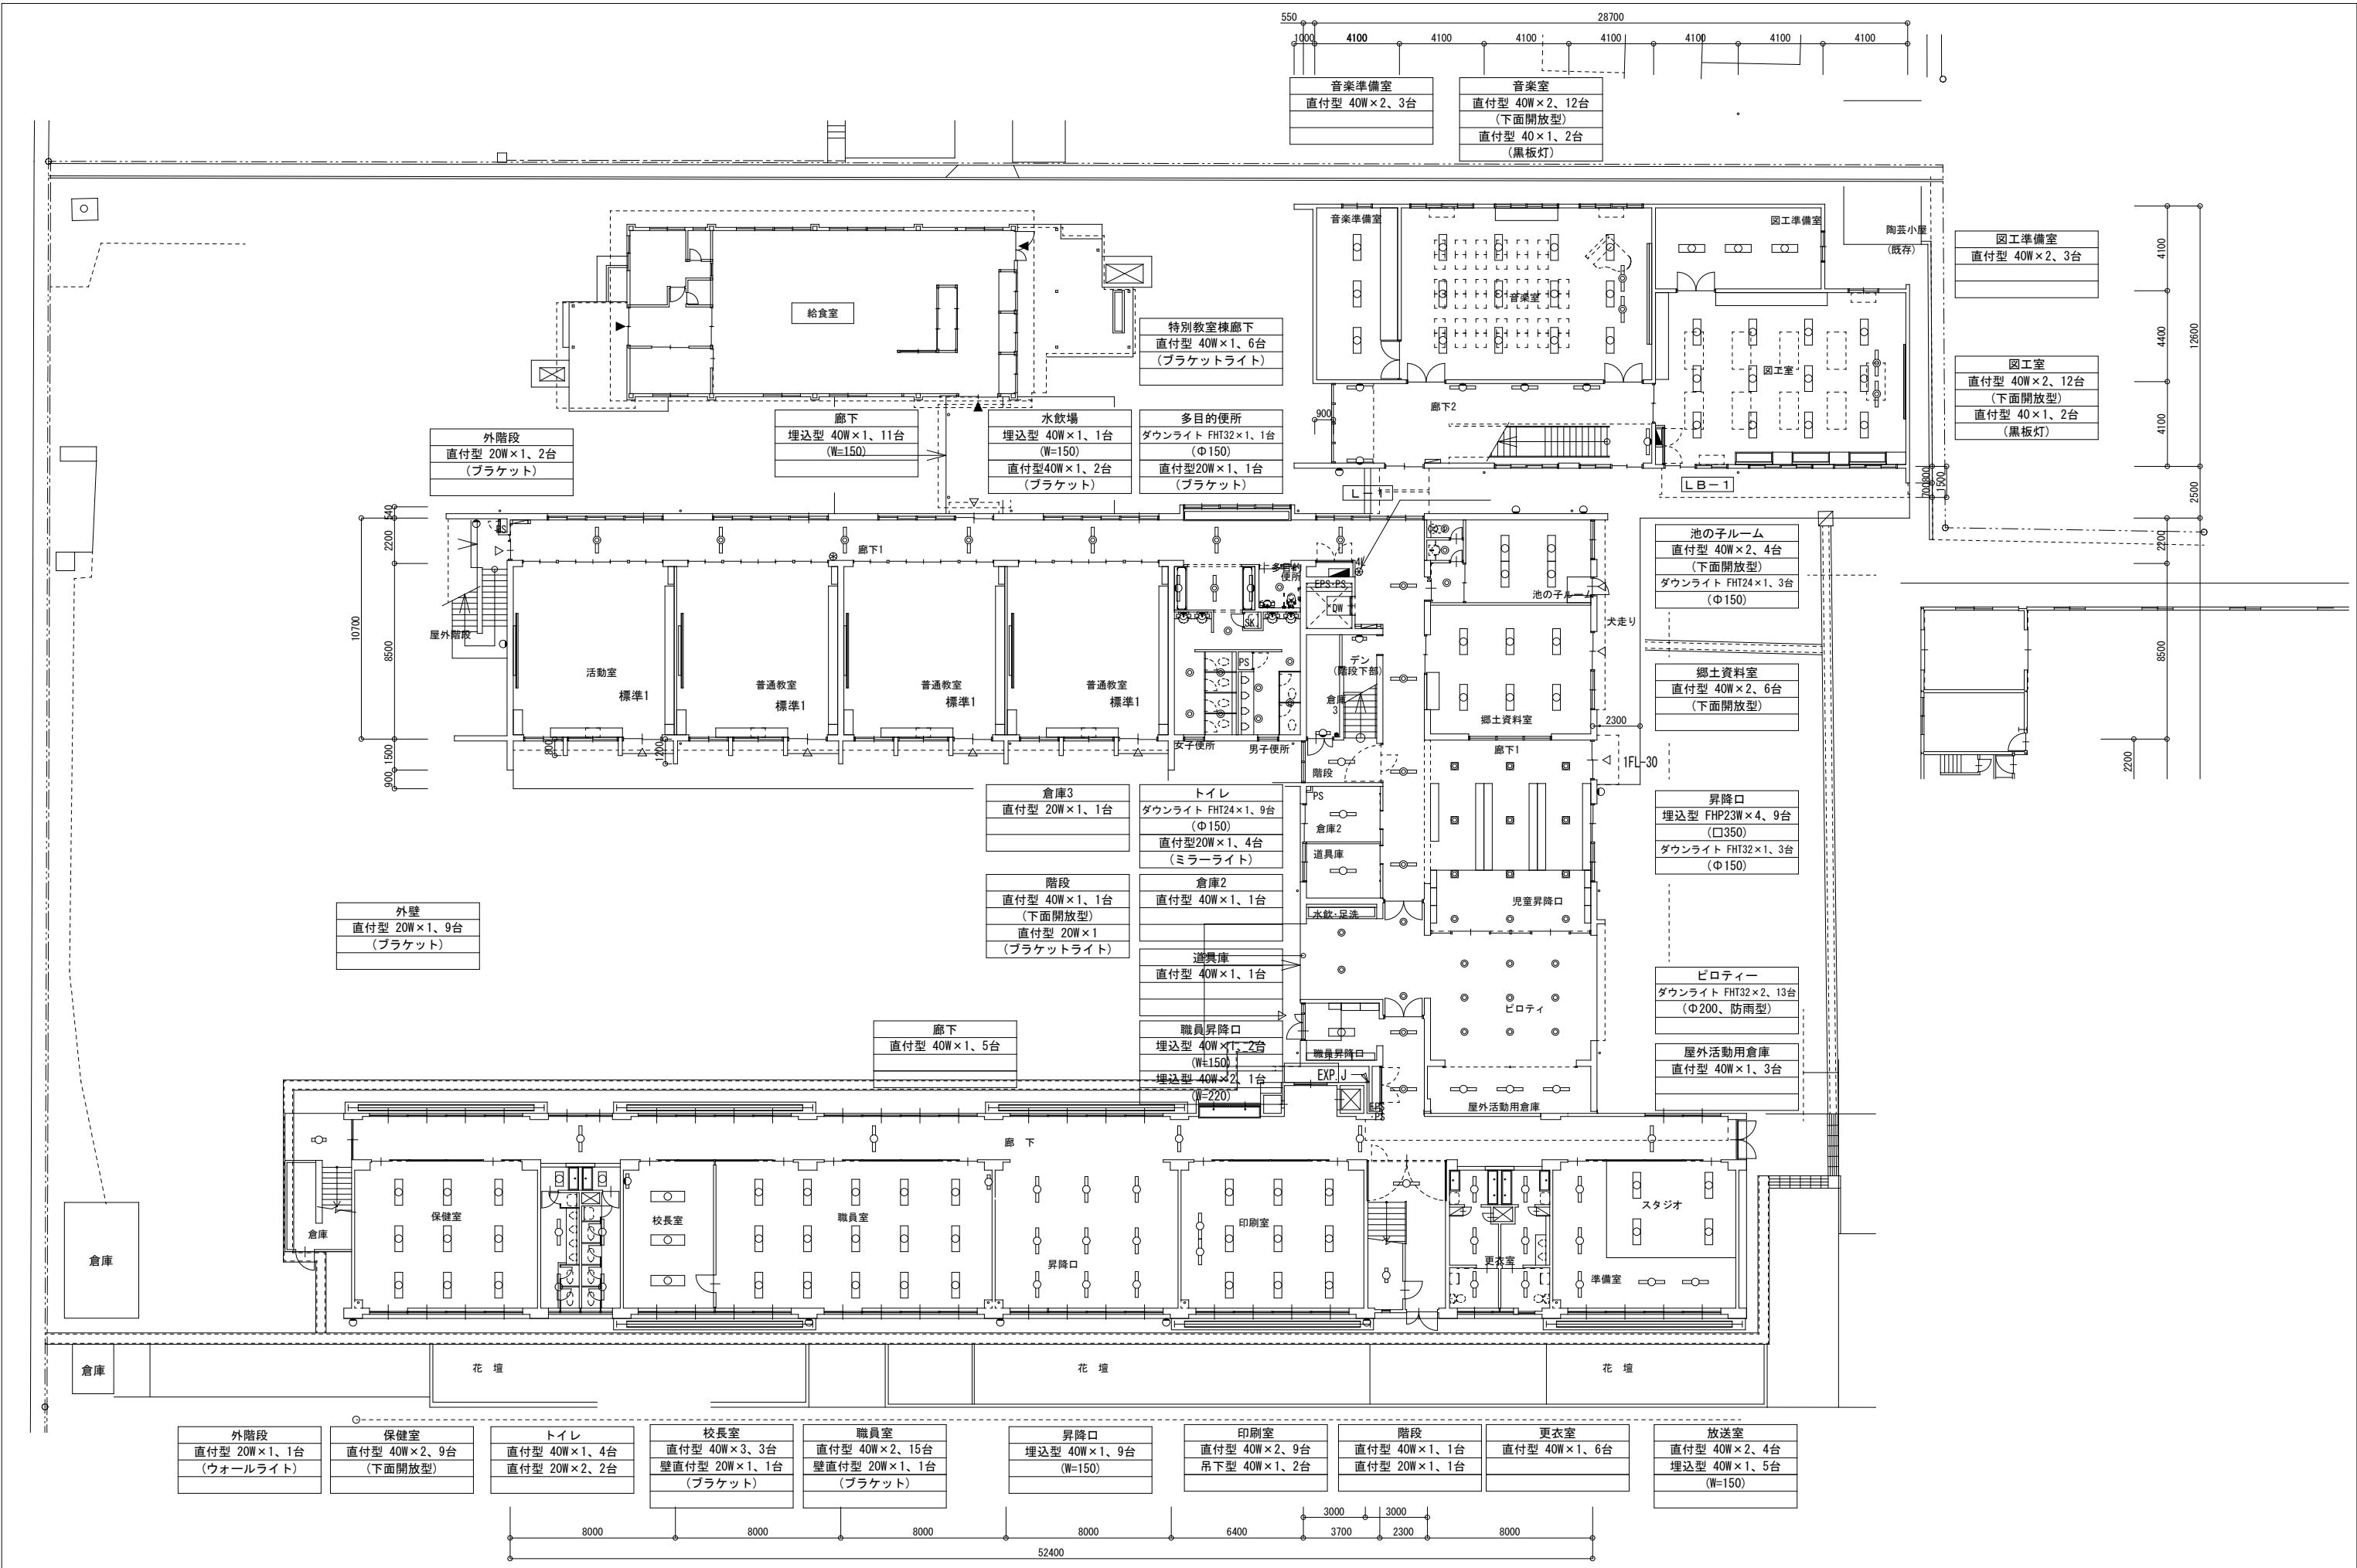 550
28700
1000
4100
4100
4100
4100
4100
4100
4100
音楽準備室
直付型 40W×2、3台
音楽室
直付型 40W×2、12台
(下面開放型)
直付型 40×1、2台
(黒板灯)
音楽準備室
音楽室
図工準備室
陶芸小屋
(既存)
図工準備室
直付型 40W×2、3台
4100
4400
4100
12600
給食室
特別教室棟廊下
直付型 40W×1、6台
(ブラケットライト)
図工室
図工室
直付型 40W×2、12台
(下面開放型)
直付型 40×1、2台
(黒板灯)
廊下2
900
外階段
直付型 20W×1、2台
(ブラケット)
廊下
埋込型 40W×1、11台
(W=150)
水飲場
埋込型 40W×1、1台
(W=150)
直付型40W×1、2台
(ブラケット)
多目的便所
ダウンライト FHT32×1、1台
(Φ150)
直付型20W×1、1台
(ブラケット)
L-1
LB-1
700
800
1500
2500
2200
8500
2200
540
2200
10700
8500
1500
900
PS
廊下1
多目的
便所
EPS・PS
DW
SK
PS
池の子ルーム
犬走り
池の子ルーム
直付型 40W×2、4台
(下面開放型)
ダウンライト FHT24×1、3台
(Φ150)
屋外階段
活動室
標準1
普通教室
標準1
普通教室
標準1
普通教室
標準1
デン
(階段下部)
倉庫
3
郷土資料室
2300
郷土資料室
直付型 40W×2、6台
(下面開放型)
800
1200
女子便所
男子便所
階段
廊下1
1FL-30
倉庫3
直付型 20W×1、1台
トイレ
ダウンライト FHT24×1、9台
(Φ150)
直付型20W×1、4台
(ミラーライト)
PS
倉庫2
道具庫
昇降口
埋込型 FHP23W×4、9台
(口350)
ダウンライト FHT32×1、3台
(Φ150)
階段
直付型 40W×1、1台
(下面開放型)
直付型 20W×1
(ブラケットライト)
倉庫2
直付型 40W×1、1台
水飲・足洗
児童昇降口
外壁
直付型 20W×1、9台
(ブラケット)
道具庫
直付型 40W×1、1台
ピロティー
ダウンライト FHT32×2、13台
(Φ200、防雨型)
ピロティ
廊下
直付型 40W×1、5台
職員昇降口
埋込型 40W×1、2台
(W=150)
埋込型 40W×2、1台
(W=220)
職員昇降口
EXP.J
屋外活動用倉庫
直付型 40W×1、3台
屋外活動用倉庫
廊 下
倉庫
倉庫
保健室
校長室
職員室
昇降口
印刷室
更衣室
スタジオ
準備室
倉庫
花 壇
花 壇
花 壇
外階段
直付型 20W×1、1台
(ウォールライト)
保健室
直付型 40W×2、9台
(下面開放型)
トイレ
直付型 40W×1、4台
直付型 20W×2、2台
校長室
直付型 40W×3、3台
壁直付型 20W×1、1台
(ブラケット)
職員室
直付型 40W×2、15台
壁直付型 20W×1、1台
(ブラケット)
昇降口
埋込型 40W×1、9台
(W=150)
印刷室
直付型 40W×2、9台
吊下型 40W×1、2台
階段
直付型 40W×1、1台
直付型 20W×1、1台
更衣室
直付型 40W×1、6台
放送室
直付型 40W×2、4台
埋込型 40W×1、5台
(W=150)
3000
3000
8000
8000
8000
8000
6400
3700
2300
8000
52400